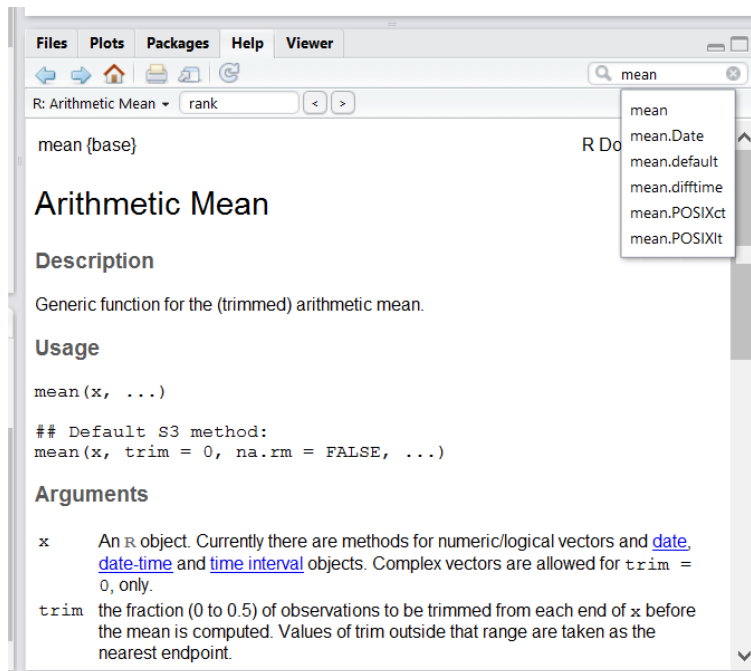 Files Plots Packages Help Viewer
mean
R: Arithmetic Mean rank < >
mean
mean.Date
mean.default
mean.difftime
mean.POSIXct
mean.POSIXlt
mean {base} R Do
Arithmetic Mean
Description
Generic function for the (trimmed) arithmetic mean.
Usage
mean(x, ...)
## Default S3 method:
mean(x, trim = 0, na.rm = FALSE, ...)
Arguments
x An R object. Currently there are methods for numeric/logical vectors and date,
date-time and time interval objects. Complex vectors are allowed for trim =
0, only.
trim the fraction (0 to 0.5) of observations to be trimmed from each end of x before
the mean is computed. Values of trim outside that range are taken as the
nearest endpoint.